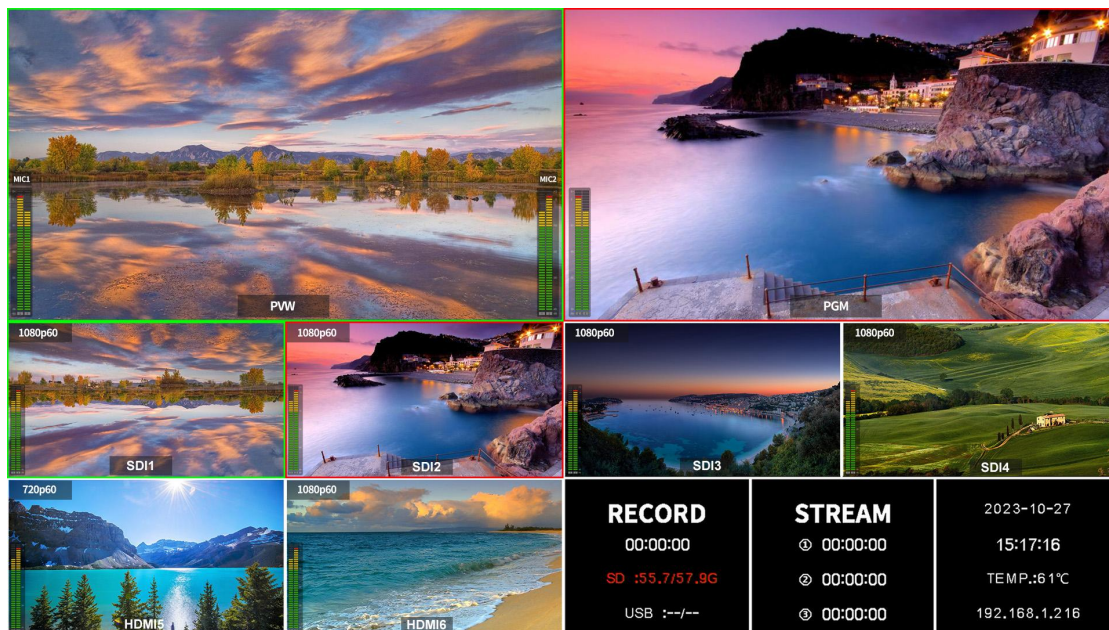 MIC1
MIC2
PVW
PGM
1080p60
SDI1
1080p60
SDI2
SDI3
1080p60
SDI4
720p60
HDMI5
1080p60
HDMI6
RECORD
00:00:00
SD :55.7/57.9G
USB :--/--
STREAM
① 00:00:00
② 00:00:00
③ 00:00:00
2023-10-27
15:17:16
TEMP.:61℃
192.168.1.216